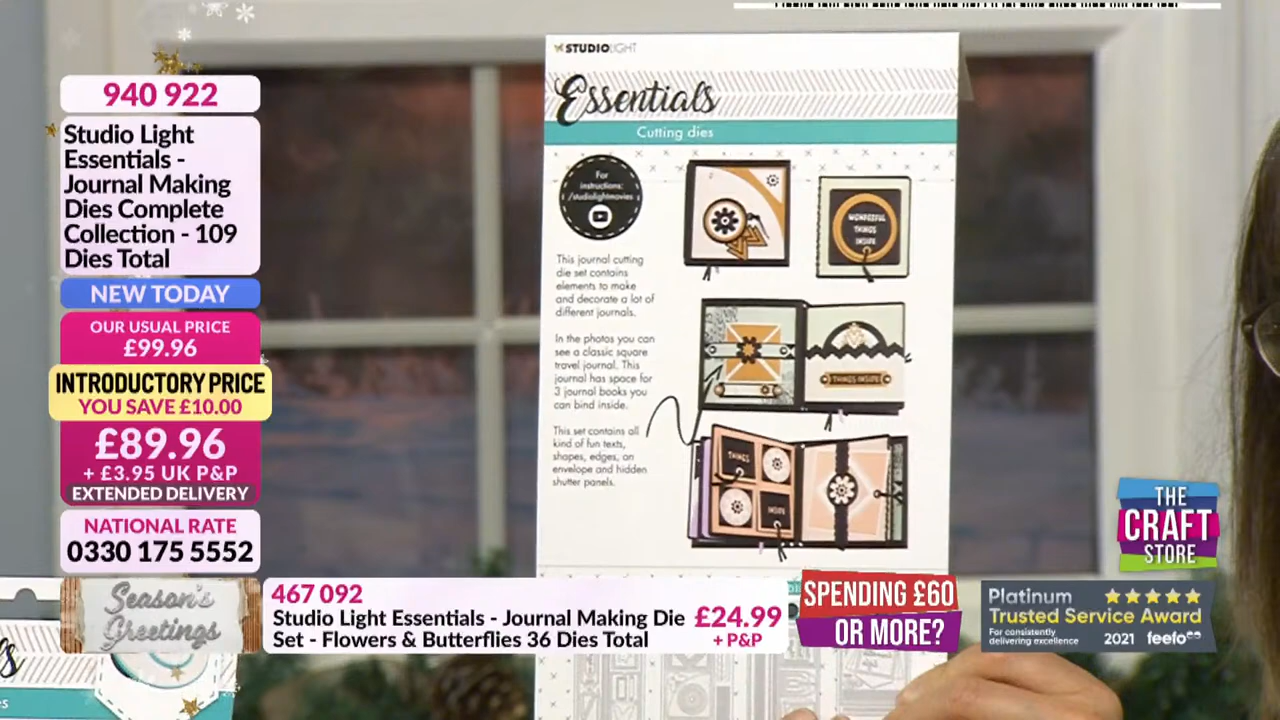 940 922
Studio Light
Essentials -
Journal Making
Dies Complete
Collection - 109
Dies Total
NEW TODAY
OUR USUAL PRICE
£99.96
INTRODUCTORY PRICE
YOU SAVE £10.00
£89.96
+ £3.95 UK P&P
EXTENDED DELIVERY
NATIONAL RATE
0330 175 5552
STUDIOLIGHT
Essentials
Cutting dies
For
instructions:
/studiolightmovies
This journal cutting
die set contains
elements to make
and decorate a lot of
different journals.
In the photos you can
see a classic square
travel journal. This
journal has space for
3 journal books you
can bind inside.
This set contains all
kind of fun texts,
shapes, edges, an
envelope and hidden
shutter panels.
WONDERFUL
THINGS
INSIDE
THINGS INSIDE
THINGS
INSIDE
THE
CRAFT
STORE
Season's
Greetings
467 092
Studio Light Essentials - Journal Making Die
Set - Flowers & Butterflies 36 Dies Total
£24.99
+ P&P
SPENDING £60
OR MORE?
Platinum
Trusted Service Award
For consistently
delivering excellence
2021 feefo